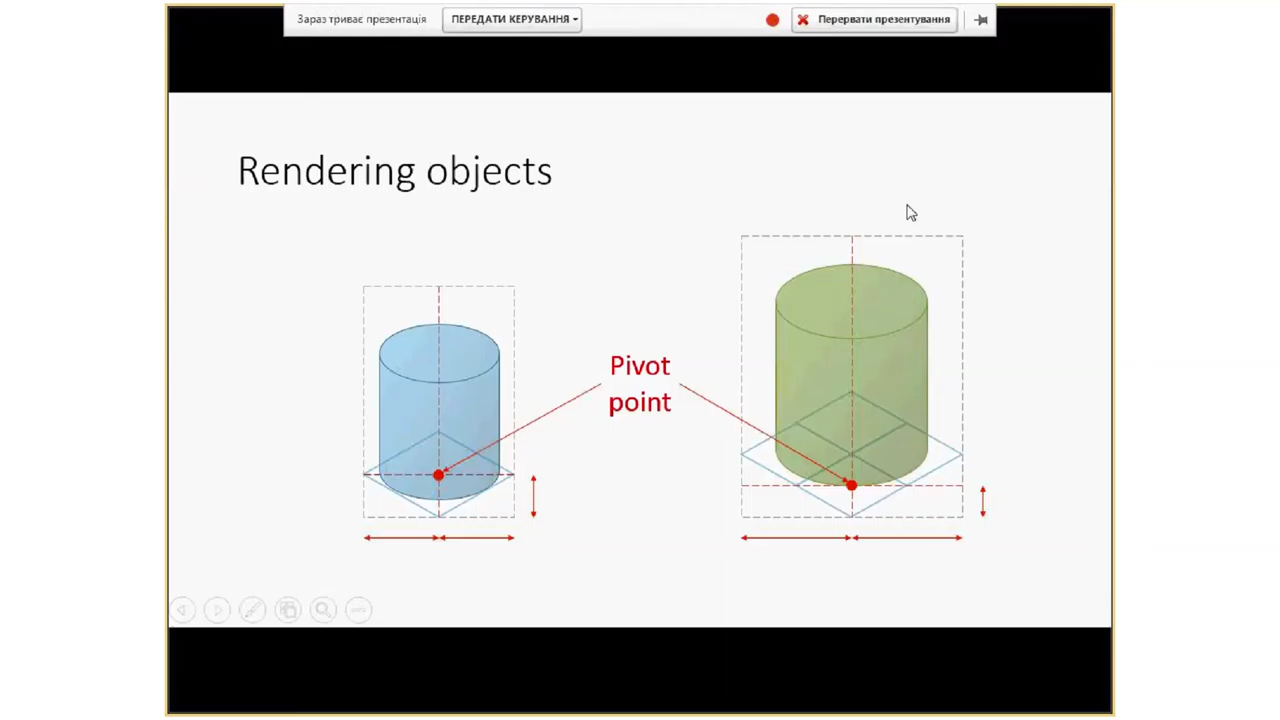 Зараз триває презентація
ПЕРЕДАТИ КЕРУВАННЯ
Перервати презентування
Rendering objects
Pivot
point